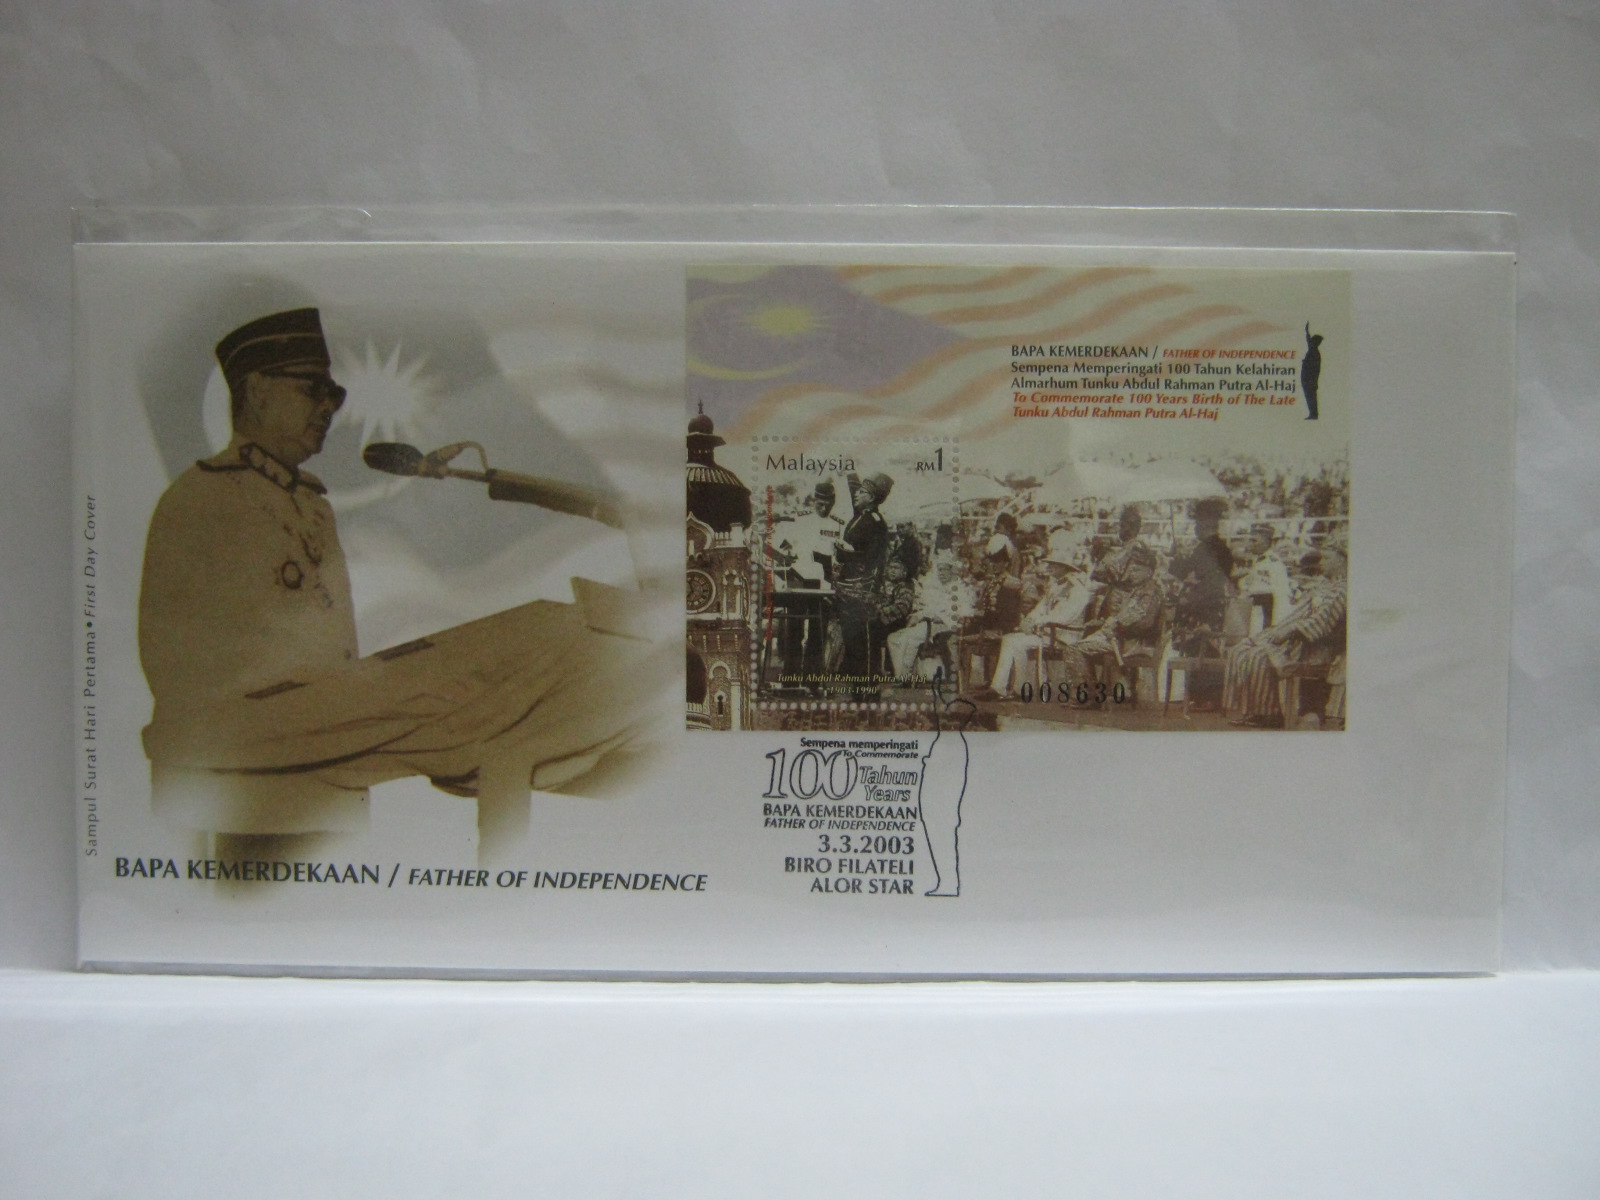 Sampul Surat Hari Pertama • First Day Cover
BAPA KEMERDEKAAN / FATHER OF INDEPENDENCE
BAPA KEMERDEKAAN / FATHER OF INDEPENDENCE
Sempena Memperingati 100 Tahun Kelahiran
Almarhum Tunku Abdul Rahman Putra Al-Haj
To Commemorate 100 Years Birth of The Late
Tunku Abdul Rahman Putra Al-Haj
Malaysia RM1
Tunku Abdul Rahman Putra Al-Haj
1903-1990
008630
Sempena memperingati
To Commemorate
100 Tahun
Years
BAPA KEMERDEKAAN
FATHER OF INDEPENDENCE
3.3.2003
BIRO FILATELI
ALOR STAR